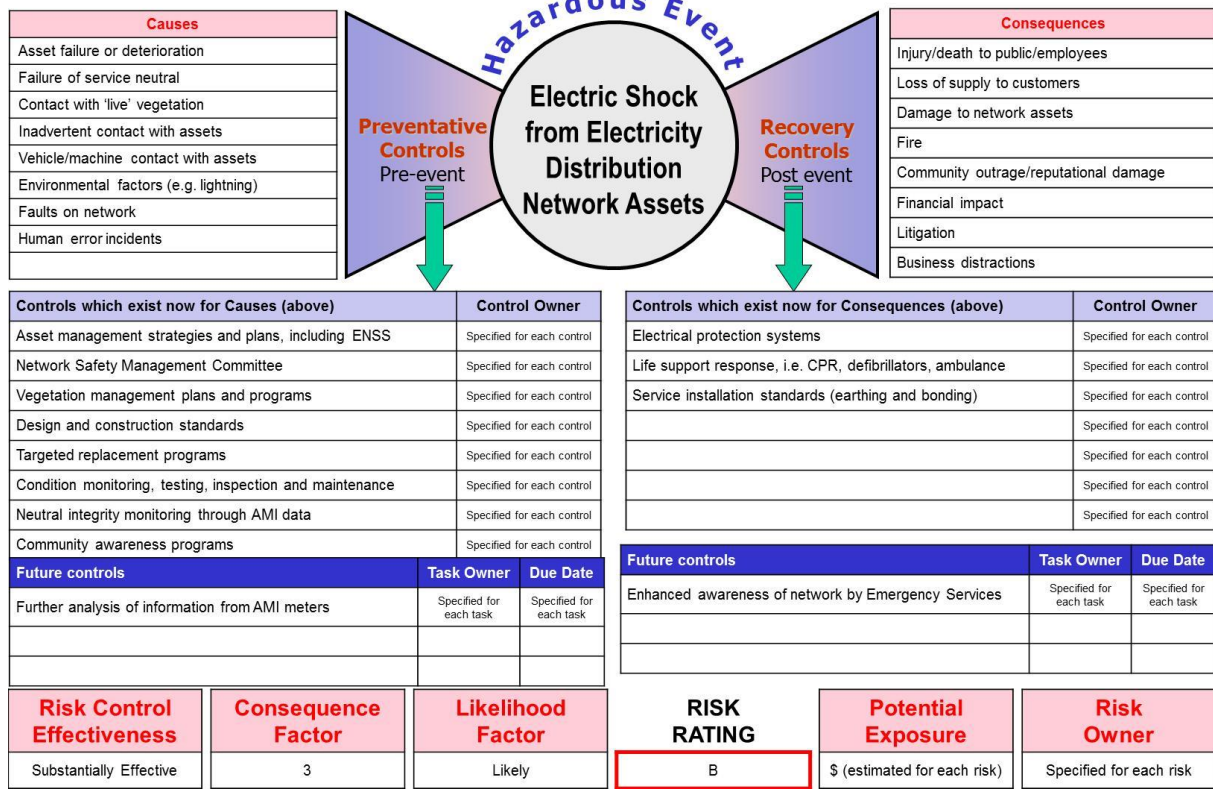 Hazardous Event
Causes
Asset failure or deterioration
Failure of service neutral
Contact with ‘live’ vegetation
Inadvertent contact with assets
Vehicle/machine contact with assets
Environmental factors (e.g. lightning)
Faults on network
Human error incidents
Preventative
Controls
Pre-event
Electric Shock
from Electricity
Distribution
Network Assets
Recovery
Controls
Post event
Consequences
Injury/death to public/employees
Loss of supply to customers
Damage to network assets
Fire
Community outrage/reputational damage
Financial impact
Litigation
Business distractions
Controls which exist now for Causes (above) Control Owner
Asset management strategies and plans, including ENSS Specified for each control
Network Safety Management Committee Specified for each control
Vegetation management plans and programs Specified for each control
Design and construction standards Specified for each control
Targeted replacement programs Specified for each control
Condition monitoring, testing, inspection and maintenance Specified for each control
Neutral integrity monitoring through AMI data Specified for each control
Community awareness programs Specified for each control
Future controls Task Owner Due Date
Further analysis of information from AMI meters Specified for each task Specified for each task
Controls which exist now for Consequences (above) Control Owner
Electrical protection systems Specified for each control
Life support response, i.e. CPR, defibrillators, ambulance Specified for each control
Service installation standards (earthing and bonding) Specified for each control
Specified for each control
Specified for each control
Specified for each control
Specified for each control
Future controls Task Owner Due Date
Enhanced awareness of network by Emergency Services Specified for each task Specified for each task
Risk Control
Effectiveness
Substantially Effective
Consequence
Factor
3
Likelihood
Factor
Likely
RISK
RATING
B
Potential
Exposure
$ (estimated for each risk)
Risk
Owner
Specified for each risk